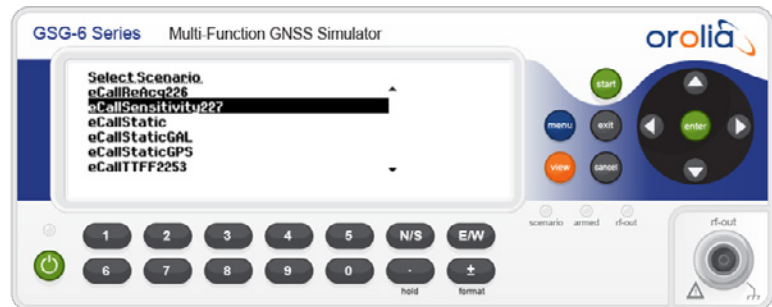 GSG-6 Series Multi-Function GNSS Simulator
orolia
Select Scenario
eCallReAcq226
eCallSensitivity227
eCallStatic
eCallStaticGAL
eCallStaticGPS
eCallTTFF2253
start
menu
exit
enter
view
cancel
scenario armed rf-out
rf-out
1 2 3 4 5 N/S E/W
6 7 8 9 0 . ±
hold format